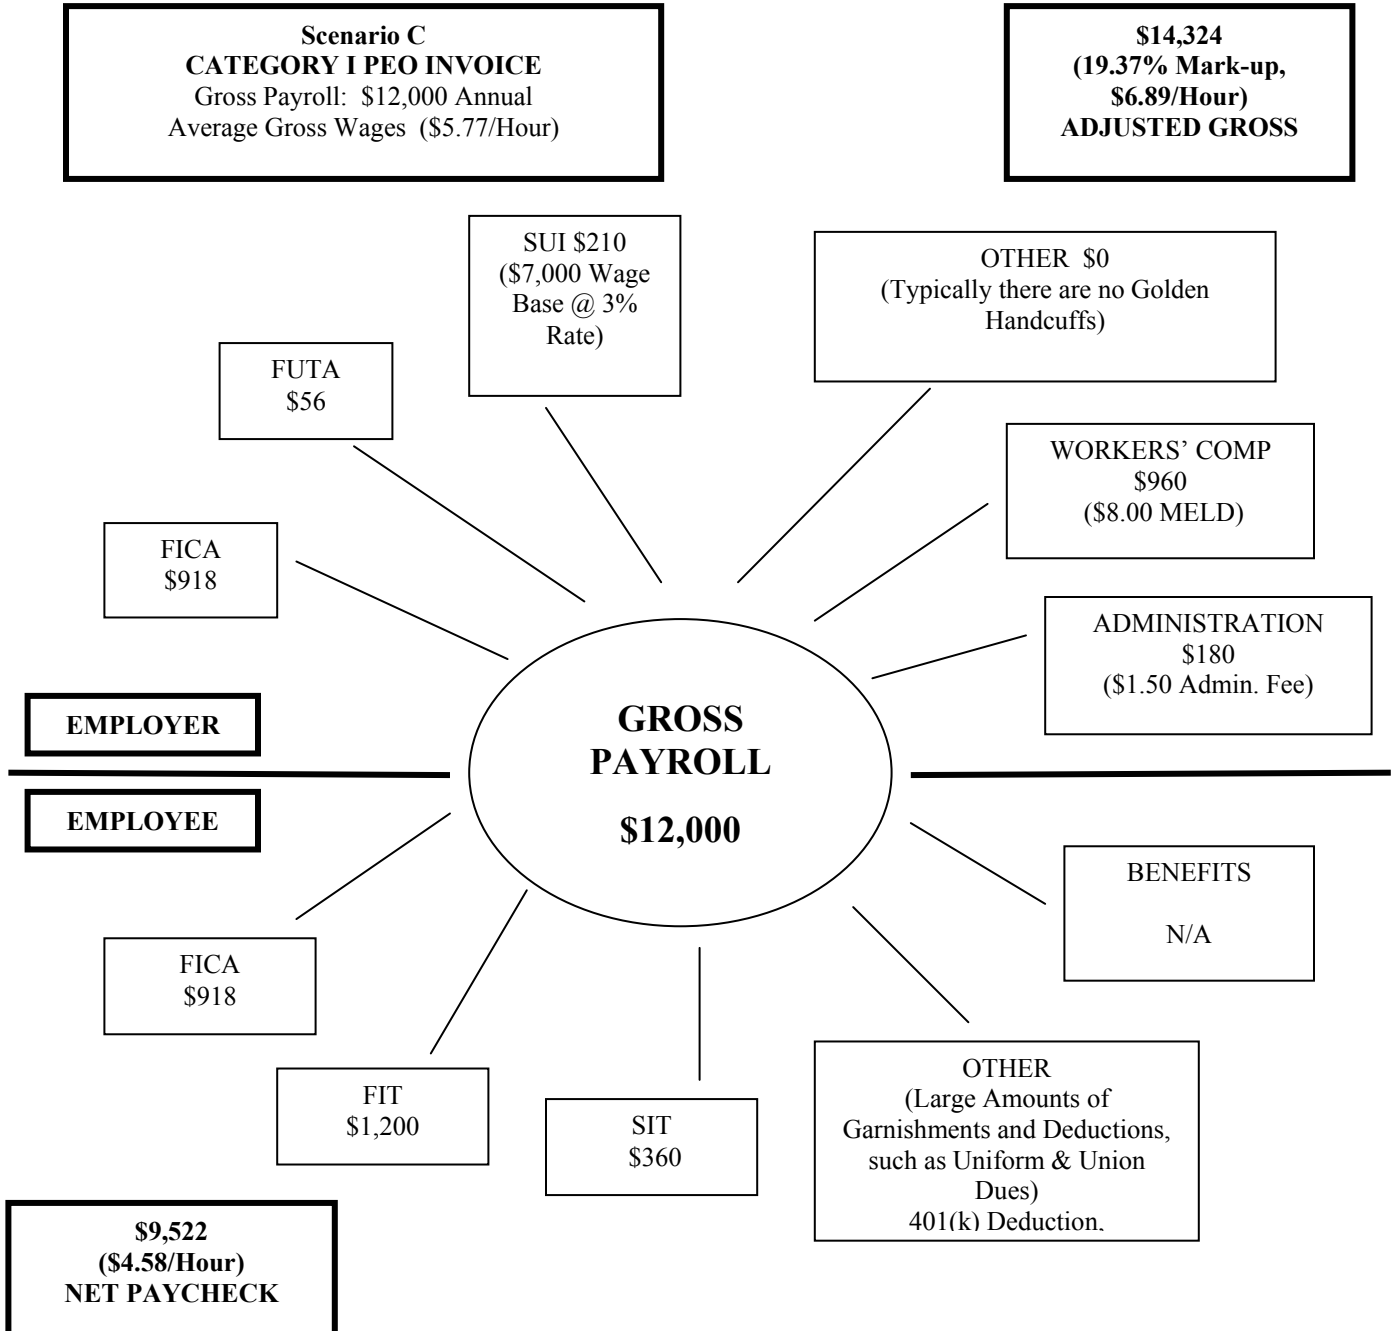 Scenario C
CATEGORY I PEO INVOICE
Gross Payroll:  $12,000 Annual
Average Gross Wages  ($5.77/Hour)
$14,324
(19.37% Mark-up,
$6.89/Hour)
ADJUSTED GROSS
SUI $210
($7,000 Wage
Base @ 3%
Rate)
OTHER  $0
(Typically there are no Golden
Handcuffs)
FUTA
$56
WORKERS’ COMP
$960
($8.00 MELD)
FICA
$918
ADMINISTRATION
$180
($1.50 Admin. Fee)
EMPLOYER
GROSS
PAYROLL
$12,000
EMPLOYEE
BENEFITS
N/A
FICA
$918
FIT
$1,200
SIT
$360
OTHER
(Large Amounts of
Garnishments and Deductions,
such as Uniform & Union
Dues)
401(k) Deduction,
$9,522
($4.58/Hour)
NET PAYCHECK